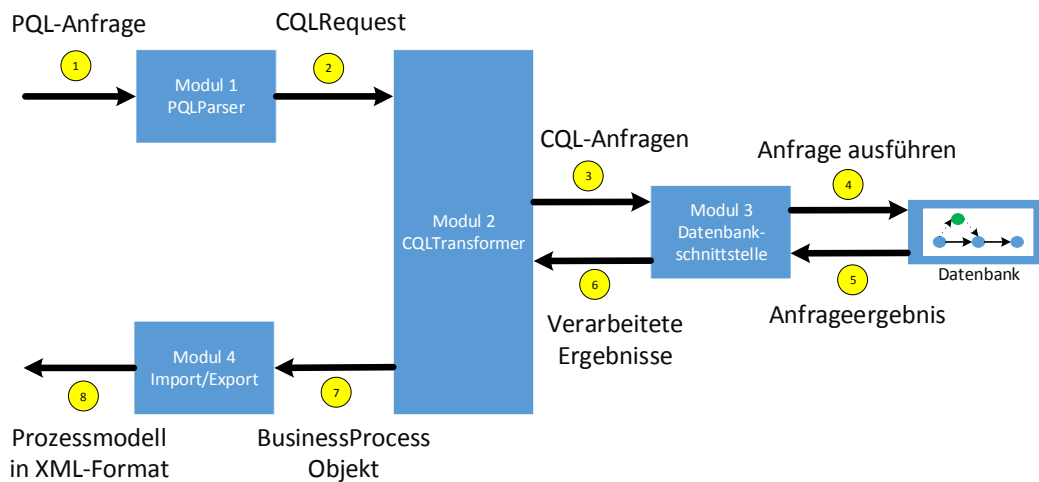 PQL-Anfrage
1
Modul 1
PQLParser
CQLRequest
2
Modul 2
CQLTransformer
CQL-Anfragen
3
Modul 3
Datenbank-
schnittstelle
Anfrage ausführen
4
Datenbank
5
Anfrageergebnis
6
Verarbeitete
Ergebnisse
7
BusinessProcess
Objekt
Modul 4
Import/Export
8
Prozessmodell
in XML-Format